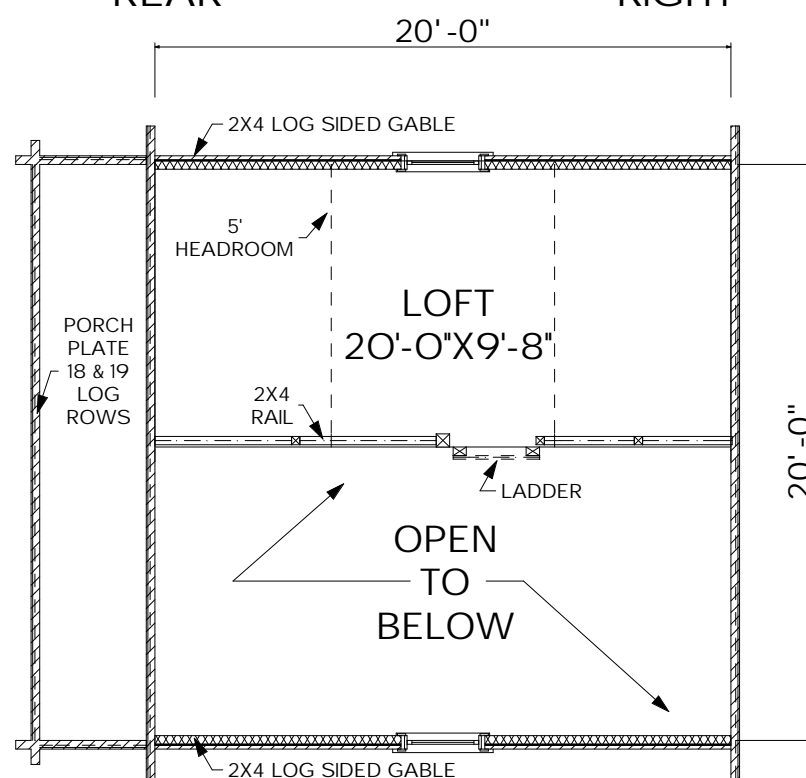 REAR
RIGHT
20'-0"
2X4 LOG SIDED GABLE
5'
HEADROOM
LOFT
20'-0"X9'-8"
PORCH
PLATE
18 & 19
LOG
ROWS
2X4
RAIL
20'-0"
LADDER
OPEN
TO
BELOW
2X4 LOG SIDED GABLE